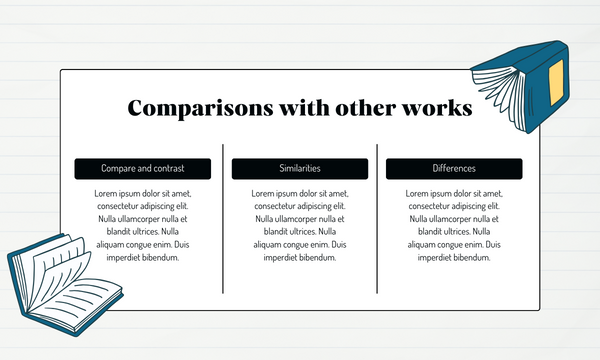 Comparisons with other works
Compare and contrast
Lorem ipsum dolor sit amet,
consectetur adipiscing elit.
Nulla ullamcorper nulla et
blandit ultrices. Nulla
aliquam congue enim. Duis
imperdiet bibendum.
Similarities
Lorem ipsum dolor sit amet,
consectetur adipiscing elit.
Nulla ullamcorper nulla et
blandit ultrices. Nulla
aliquam congue enim. Duis
imperdiet bibendum.
Differences
Lorem ipsum dolor sit amet,
consectetur adipiscing elit.
Nulla ullamcorper nulla et
blandit ultrices. Nulla
aliquam congue enim. Duis
imperdiet bibendum.